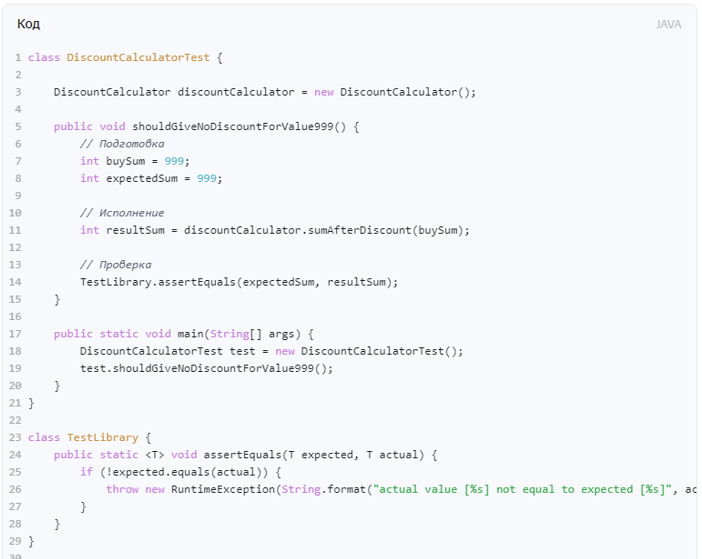 Код
JAVA
1 class DiscountCalculatorTest {
2
3     DiscountCalculator discountCalculator = new DiscountCalculator();
4
5     public void shouldGiveNoDiscountForValue999() {
6         // Подготовка
7         int buySum = 999;
8         int expectedSum = 999;
9
10         // Исполнение
11         int resultSum = discountCalculator.sumAfterDiscount(buySum);
12
13         // Проверка
14         TestLibrary.assertEquals(expectedSum, resultSum);
15     }
16
17     public static void main(String[] args) {
18         DiscountCalculatorTest test = new DiscountCalculatorTest();
19         test.shouldGiveNoDiscountForValue999();
20     }
21 }
22
23 class TestLibrary {
24     public static <T> void assertEquals(T expected, T actual) {
25         if (!expected.equals(actual)) {
26             throw new RuntimeException(String.format("actual value [%s] not equal to expected [%s]", ac
27         }
28     }
29 }
30